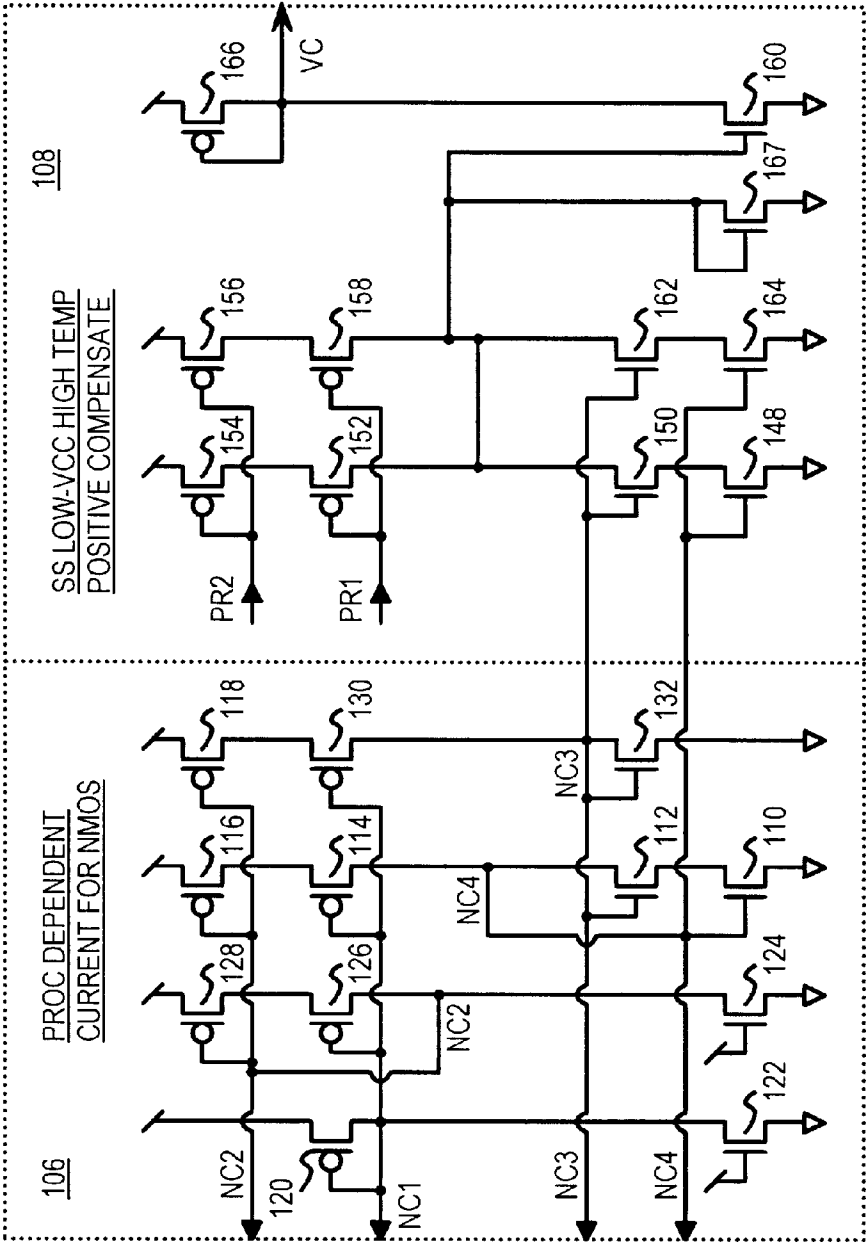 106
PROC DEPENDENT
CURRENT FOR NMOS
NC2
120
NC1
128
126
NC2
116
114
NC4
118
130
NC3
NC3
NC4
122
124
112
110
132
108
SS LOW-VCC HIGH TEMP
POSITIVE COMPENSATE
PR2
PR1
154
152
156
158
166
VC
150
148
162
164
167
160